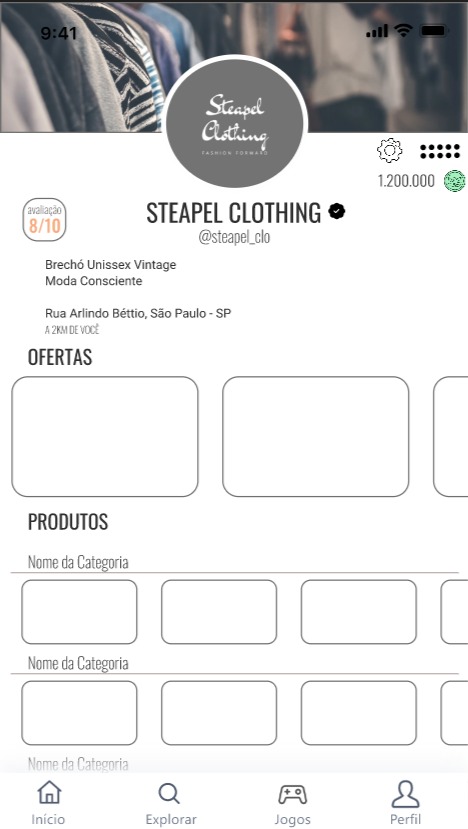 9:41
Steapel
Clothing
FASHION FORWARD
1.200.000
avaliação
8/10
STEAPEL CLOTHING
@steapel_clo
Brechó Unissex Vintage
Moda Consciente
Rua Arlindo Béttio, São Paulo - SP
A 2KM DE VOCÊ
OFERTAS
PRODUTOS
Nome da Categoria
Nome da Categoria
Nome da Categoria
Início
Explorar
Jogos
Perfil